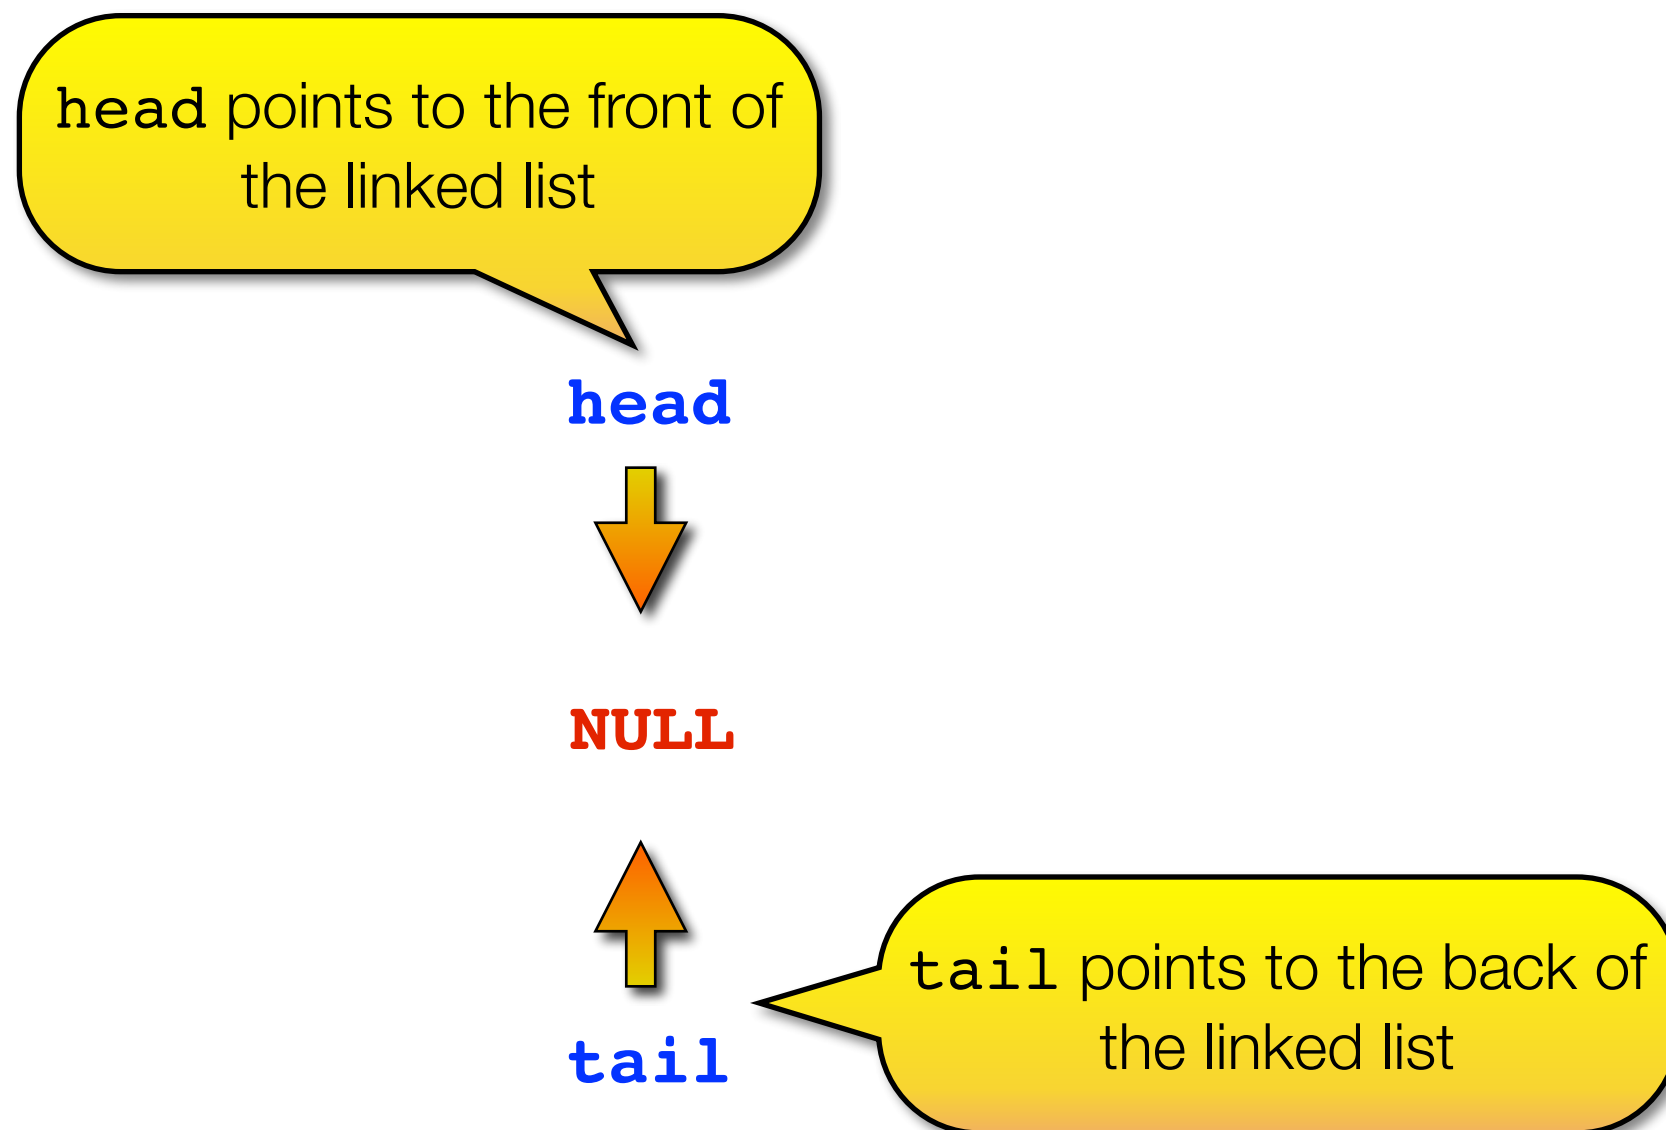 head points to the front of
the linked list
head
NULL
tail points to the back of
the linked list
tail